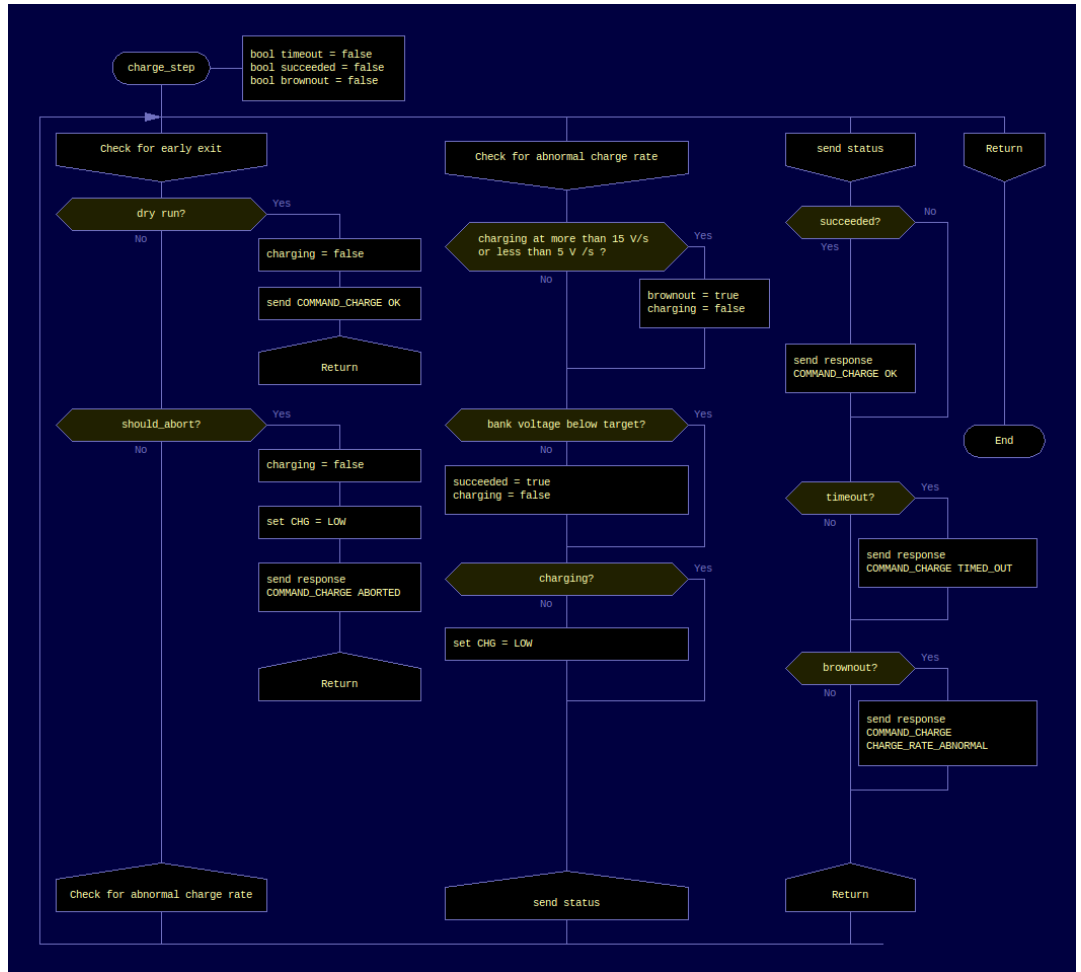 charge_step
bool timeout = false
bool succeeded = false
bool brownout = false
Check for early exit
dry run?
Yes
No
charging = false
send COMMAND_CHARGE OK
Return
should_abort?
Yes
No
charging = false
set CHG = LOW
send response
COMMAND_CHARGE ABORTED
Return
Check for abnormal charge rate
Check for abnormal charge rate
charging at more than 15 V/s
or less than 5 V /s ?
Yes
No
brownout = true
charging = false
bank voltage below target?
Yes
No
succeeded = true
charging = false
charging?
Yes
No
set CHG = LOW
send status
send status
succeeded?
No
Yes
send response
COMMAND_CHARGE OK
timeout?
Yes
No
send response
COMMAND_CHARGE TIMED_OUT
brownout?
Yes
No
send response
COMMAND_CHARGE
CHARGE_RATE_ABNORMAL
Return
Return
End